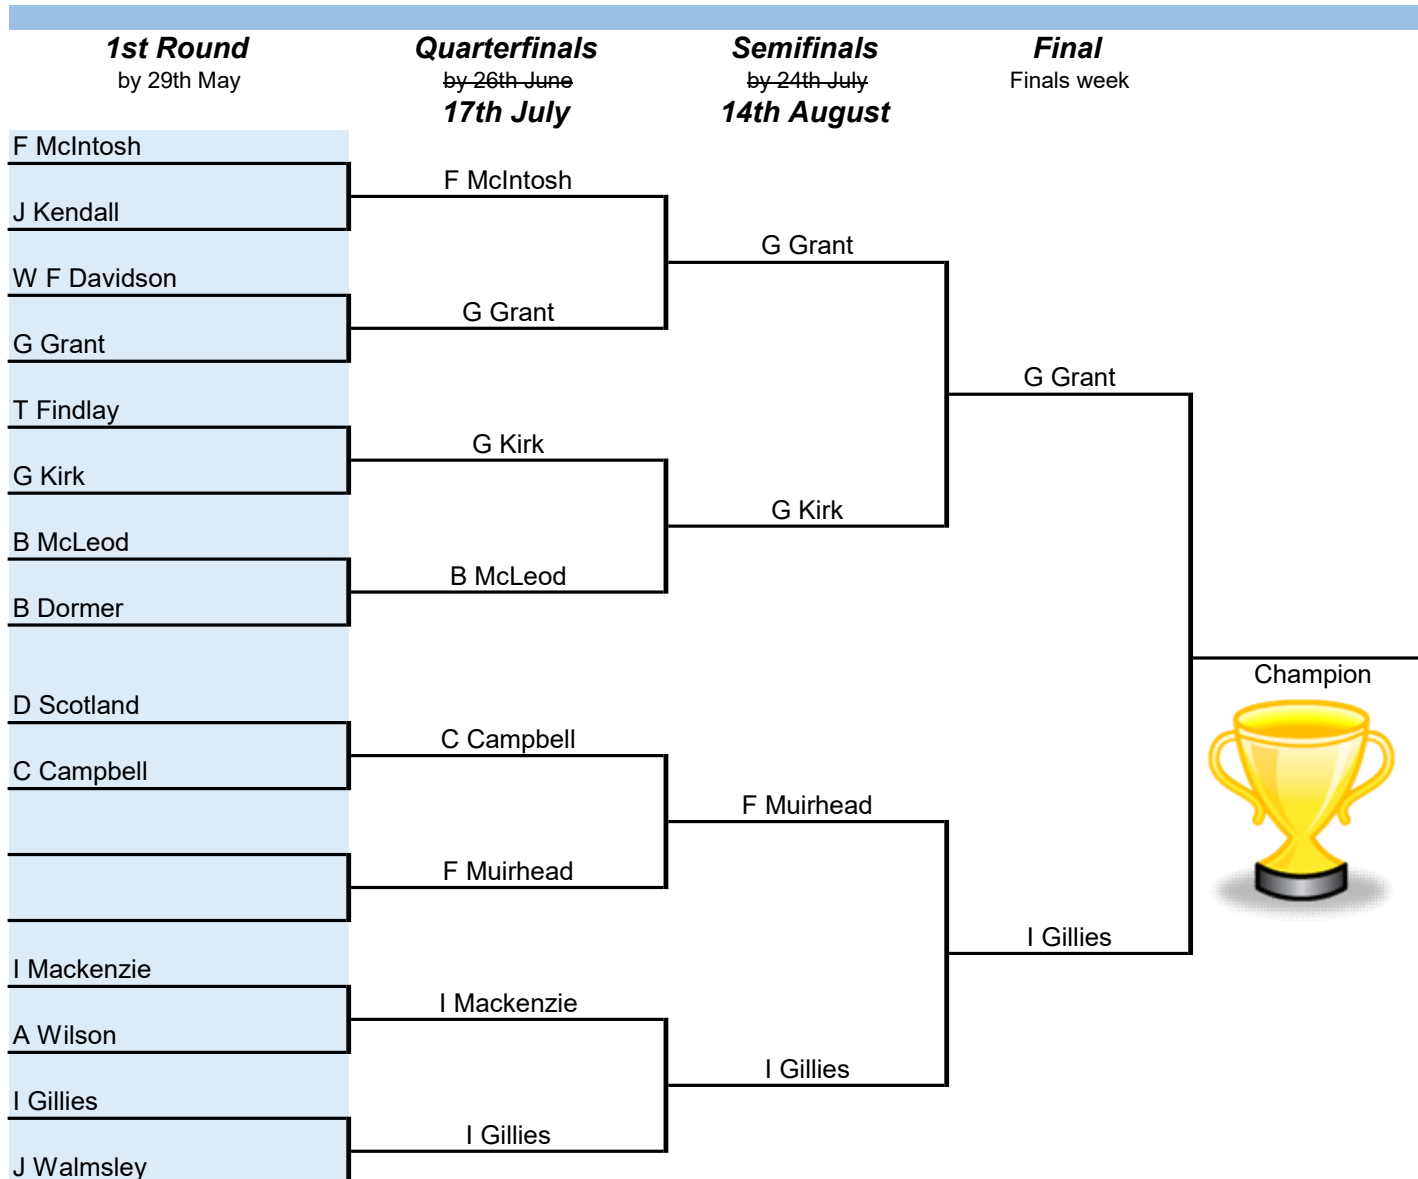 1st Round
by 29th May
Quarterfinals
by 26th June
17th July
Semifinals
by 24th July
14th August
Final
Finals week
F McIntosh
J Kendall
W F Davidson
G Grant
T Findlay
G Kirk
B McLeod
B Dormer
D Scotland
C Campbell
I Mackenzie
A Wilson
I Gillies
J Walmsley
F McIntosh
G Grant
G Kirk
B McLeod
C Campbell
F Muirhead
I Mackenzie
I Gillies
G Grant
G Kirk
F Muirhead
I Gillies
G Grant
I Gillies
Champion